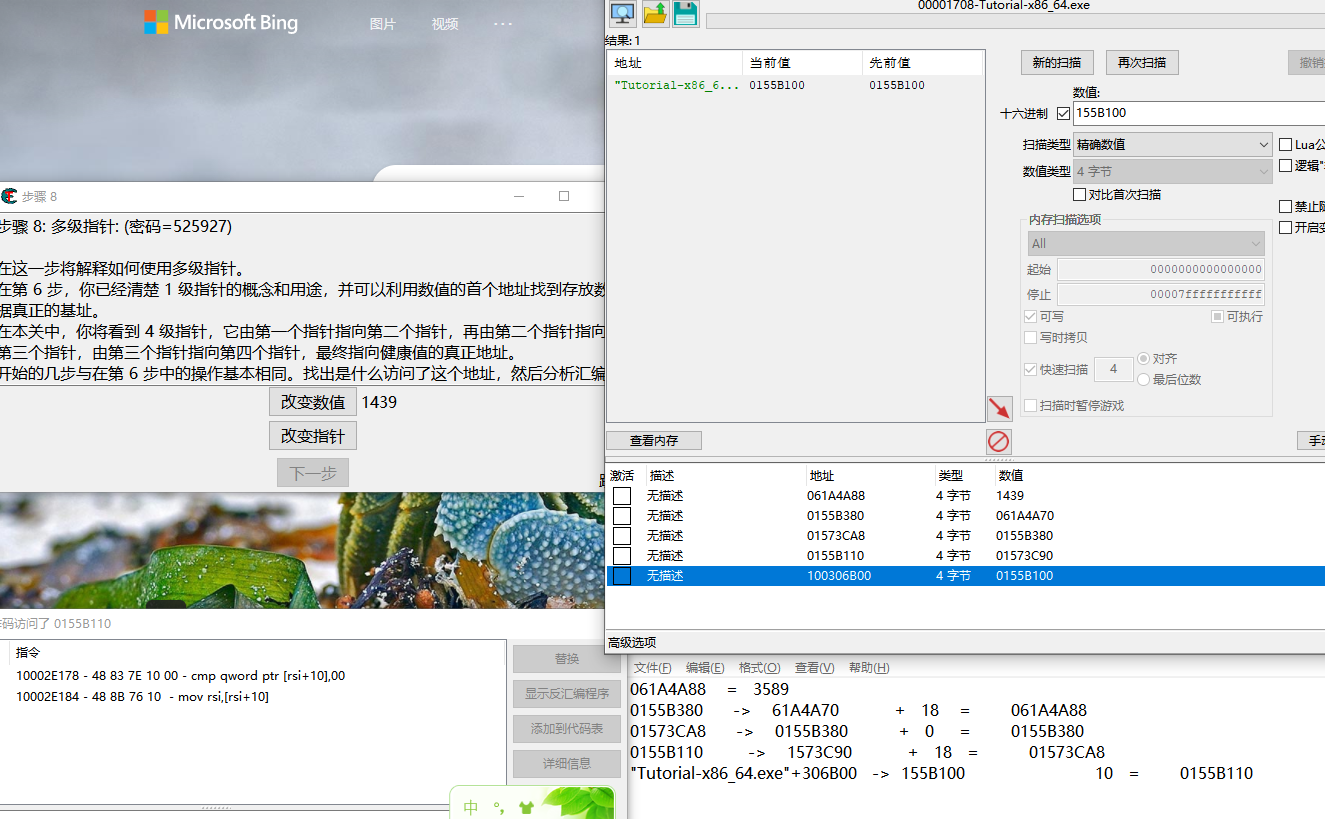 Microsoft Bing
图片
视频
···
步骤 8
步骤 8: 多级指针: (密码=525927)
在这一步将解释如何使用多级指针。
在第 6 步，你已经清楚 1 级指针的概念和用途，并可以利用数值的首个地址找到存放数
据真正的基址。
在本关中，你将看到 4 级指针，它由第一个指针指向第二个指针，再由第二个指针指向
第三个指针，由第三个指针指向第四个指针，最终指向健康值的真正地址。
开始的几步与在第 6 步中的操作基本相同。找出是什么访问了这个地址，然后分析汇编
改变数值 1439
改变指针
下一步
码访问了 0155B110
指令
10002E178 - 48 83 7E 10 00 - cmp qword ptr [rsi+10],00
10002E184 - 48 8B 76 10 - mov rsi,[rsi+10]
替换
显示反汇编程序
添加到代码表
详细信息
中 °,
00001708-Tutorial-x86_64.exe
结果: 1
地址 当前值 先前值
"Tutorial-x86_6... 0155B100 0155B100
新的扫描 再次扫描 撤销
数值:
十六进制 155B100
扫描类型 精确数值
Lua公
数值类型 4 字节
逻辑"
对比首次扫描
内存扫描选项
All
禁止随
开启变
起始 0000000000000000
停止 00007fffffffffff
可写 可执行
写时拷贝
快速扫描 4 对齐
最后位数
扫描时暂停游戏
查看内存
手动
激活 描述 地址 类型 数值
无描述 061A4A88 4 字节 1439
无描述 0155B380 4 字节 061A4A70
无描述 01573CA8 4 字节 0155B380
无描述 0155B110 4 字节 01573C90
无描述 100306B00 4 字节 0155B100
高级选项
文件(F) 编辑(E) 格式(O) 查看(V) 帮助(H)
061A4A88 = 3589
0155B380 -> 61A4A70 + 18 = 061A4A88
01573CA8 -> 0155B380 + 0 = 0155B380
0155B110 -> 1573C90 + 18 = 01573CA8
"Tutorial-x86_64.exe"+306B00 -> 155B100 10 = 0155B110